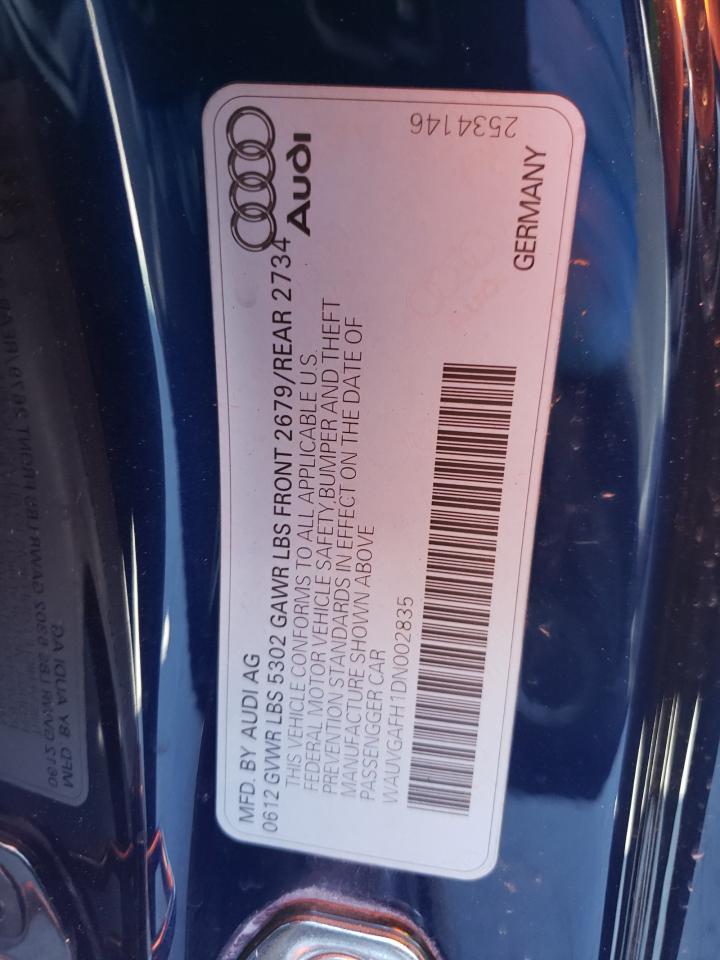 Audi
2534146
GERMANY
MFD. BY AUDI AG
0612 GVWR LBS 5302 GAWR LBS FRONT 2679/REAR 2734
THIS VEHICLE CONFORMS TO ALL APPLICABLE U.S.
FEDERAL MOTOR VEHICLE SAFETY BUMPER AND THEFT
PREVENTION STANDARDS IN EFFECT ON THE DATE OF
MANUFACTURE SHOWN ABOVE
PASSENGGER CAR
WAUVGAFH1DN002835